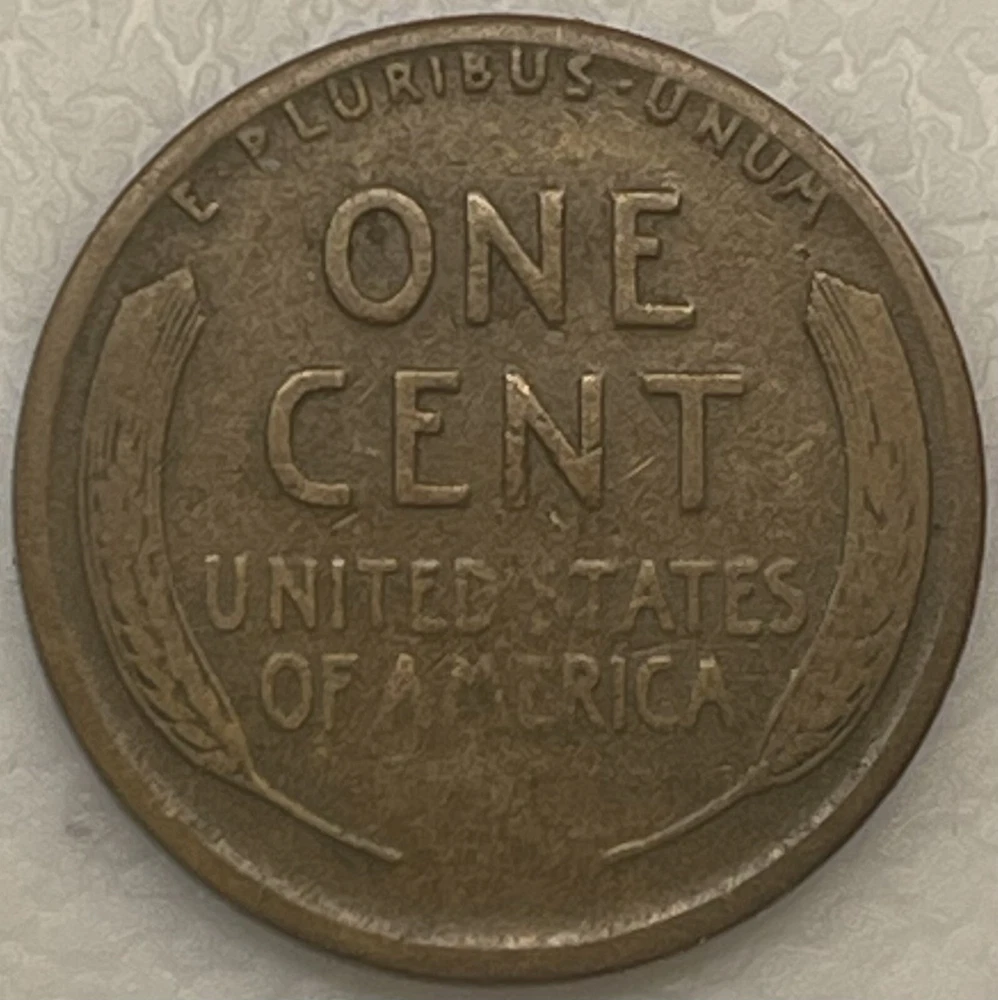 E·PLURIBUS·UNUM
ONE
CENT
UNITED STATES
OF AMERICA